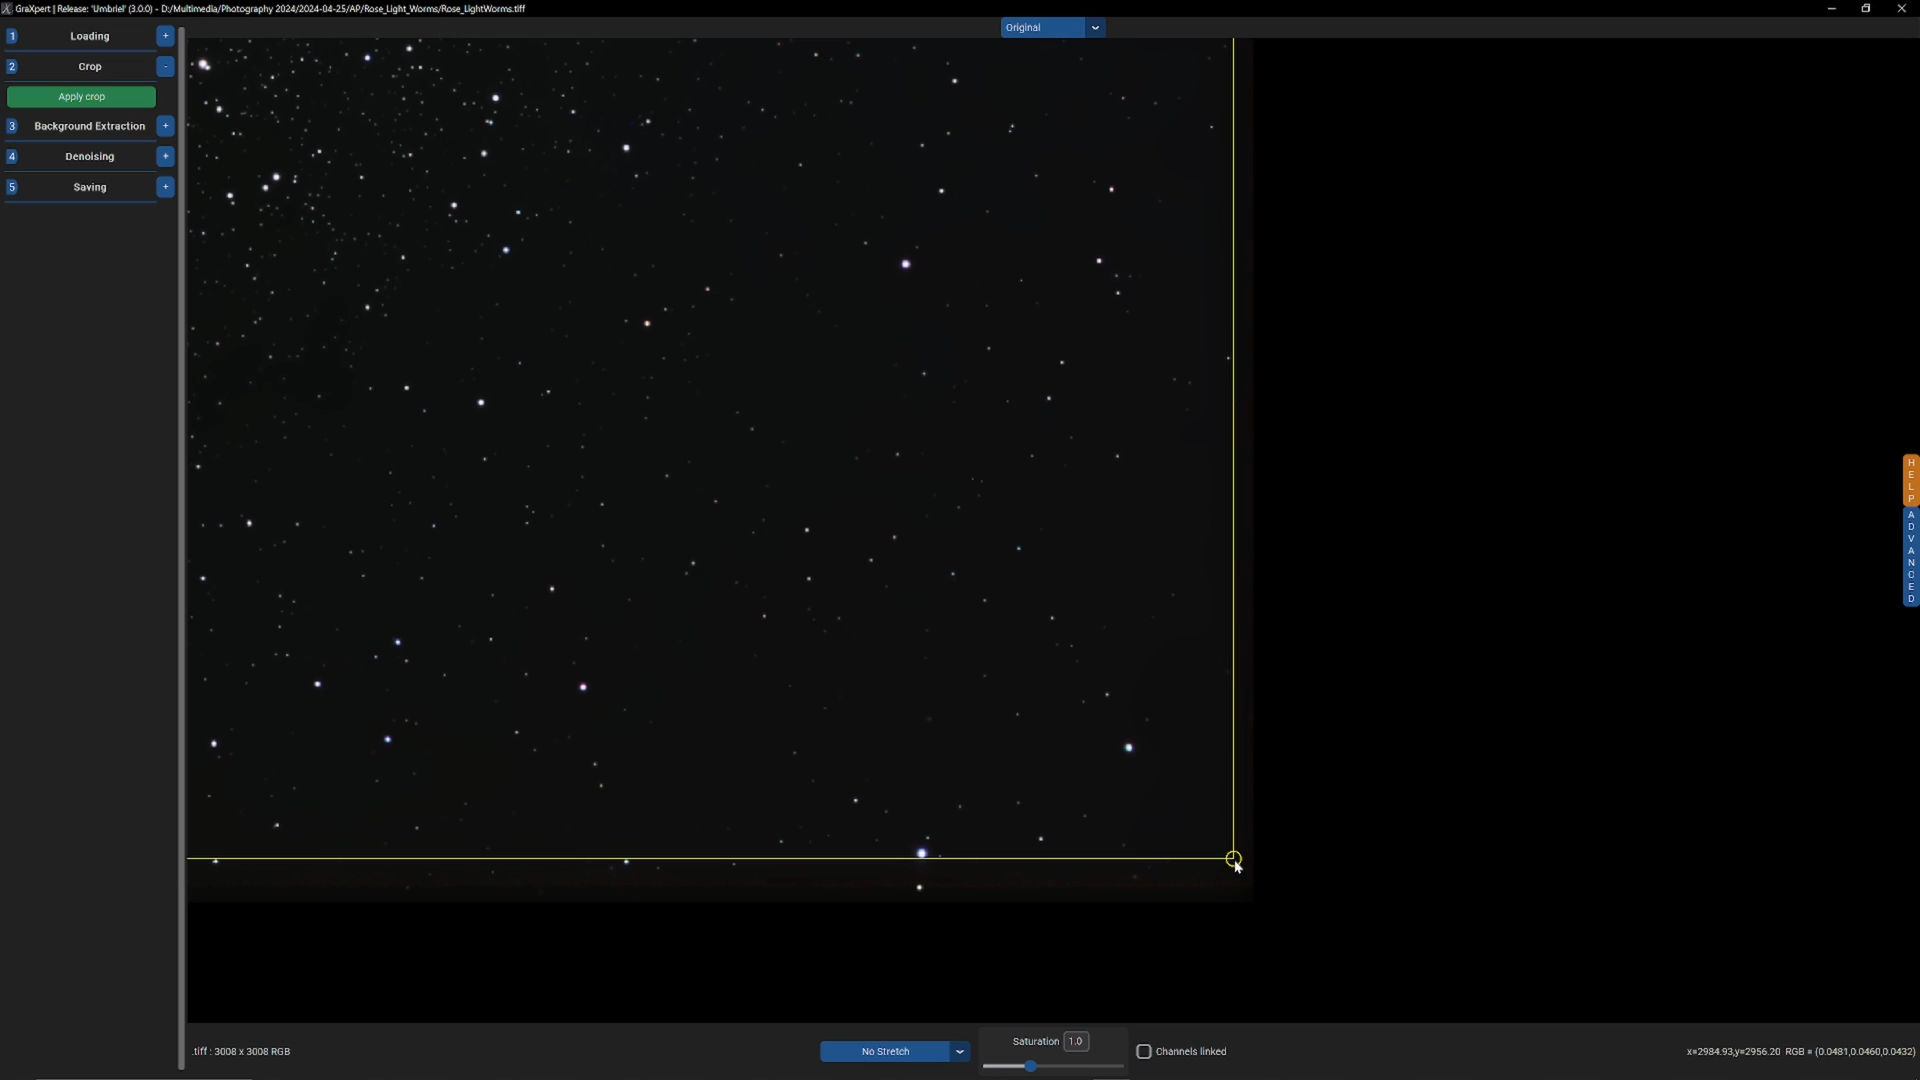 GraXpert | Release: 'Umbriel' (3.0.0) - D:/Multimedia/Photography 2024/2024-04-25/AP/Rose_Light_Worms/Rose_LightWorms.tiff
Original
1 Loading +
2 Crop -
Apply crop
3 Background Extraction +
4 Denoising +
5 Saving +
HELP
ADVANCED
.tiff : 3008 x 3008 RGB
No Stretch
Saturation 1.0
Channels linked
x=2984.93,y=2956.20 RGB = (0.0481,0.0460,0.0432)